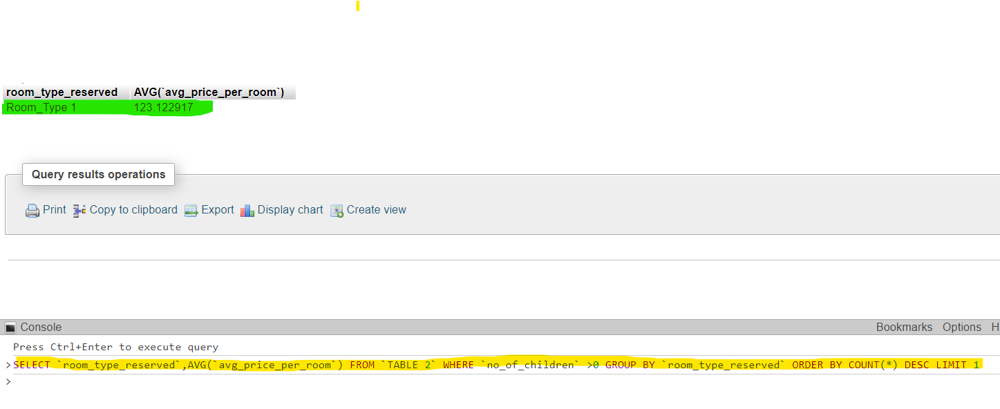 room_type_reserved AVG(`avg_price_per_room`)
Room_Type 1 123.122917
Query results operations
Print Copy to clipboard Export Display chart Create view
Console Bookmarks Options H
Press Ctrl+Enter to execute query
>SELECT `room_type_reserved`,AVG(`avg_price_per_room`) FROM `TABLE 2` WHERE `no_of_children` >0 GROUP BY `room_type_reserved` ORDER BY COUNT(*) DESC LIMIT 1
>